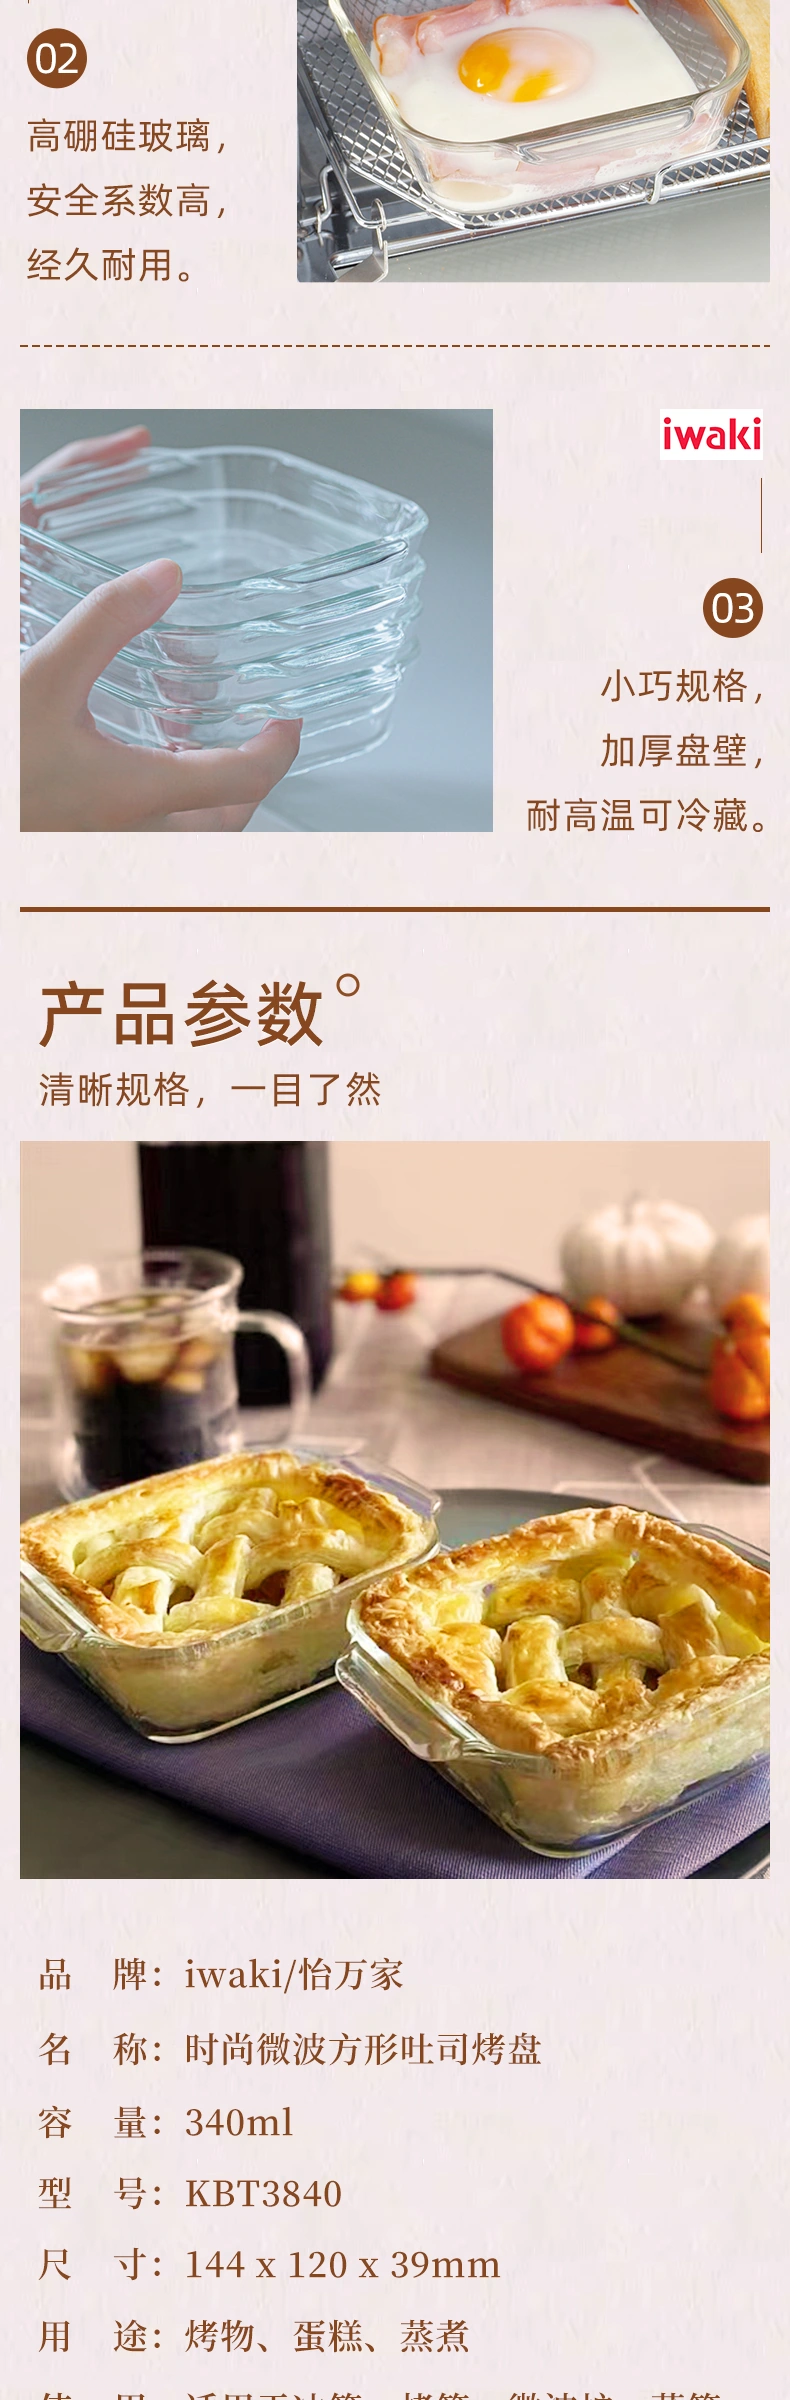 02
高硼硅玻璃，
安全系数高，
经久耐用。
iwaki
03
小巧规格，
加厚盘壁，
耐高温可冷藏。
产品参数
清晰规格，一目了然
品 牌：iwaki/怡万家
名 称：时尚微波方形吐司烤盘
容 量：340ml
型 号：KBT3840
尺 寸：144 x 120 x 39mm
用 途：烤物、蛋糕、蒸煮